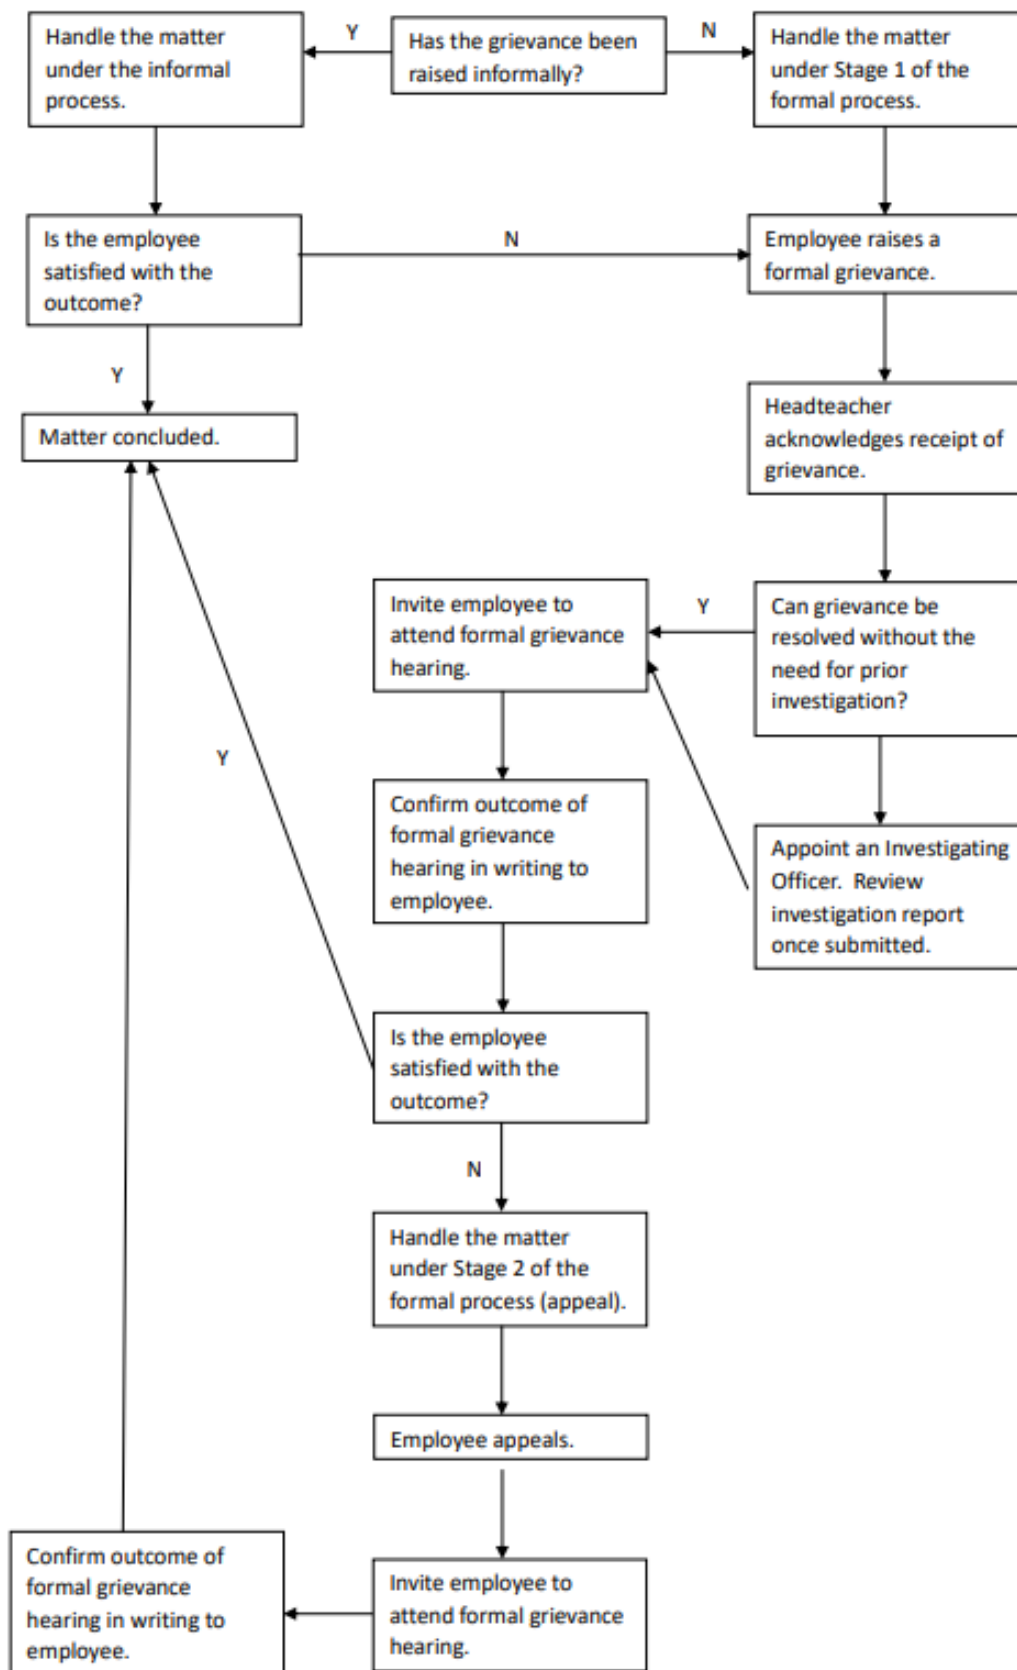 Handle the matter
under the informal
process.
Y
Has the grievance been
raised informally?
N
Handle the matter
under Stage 1 of the
formal process.
Is the employee
satisfied with the
outcome?
N
Employee raises a
formal grievance.
Y
Matter concluded.
Headteacher
acknowledges receipt of
grievance.
Invite employee to
attend formal grievance
hearing.
Y
Can grievance be
resolved without the
need for prior
investigation?
Y
Confirm outcome of
formal grievance
hearing in writing to
employee.
Appoint an Investigating
Officer.  Review
investigation report
once submitted.
Is the employee
satisfied with the
outcome?
N
Handle the matter
under Stage 2 of the
formal process (appeal).
Employee appeals.
Confirm outcome of
formal grievance
hearing in writing to
employee.
Invite employee to
attend formal grievance
hearing.